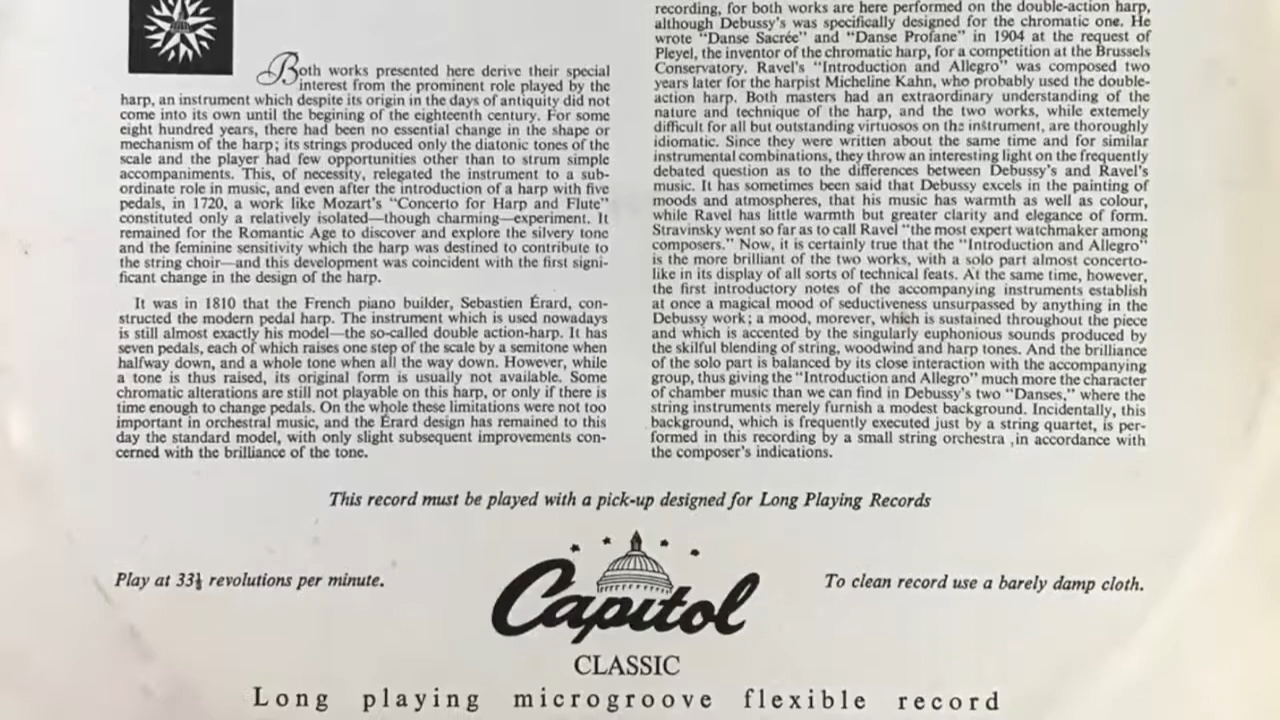 Both works presented here derive their special
interest from the prominent role played by the
harp, an instrument which despite its origin in the days of antiquity did not
come into its own until the begining of the eighteenth century. For some
eight hundred years, there had been no essential change in the shape or
mechanism of the harp; its strings produced only the diatonic tones of the
scale and the player had few opportunities other than to strum simple
accompaniments. This, of necessity, relegated the instrument to a sub-
ordinate role in music, and even after the introduction of a harp with five
pedals, in 1720, a work like Mozart's "Concerto for Harp and Flute"
constituted only a relatively isolated—though charming—experiment. It
remained for the Romantic Age to discover and explore the silvery tone
and the feminine sensitivity which the harp was destined to contribute to
the string choir—and this development was coincident with the first signi-
ficant change in the design of the harp.
It was in 1810 that the French piano builder, Sebastien Érard, con-
structed the modern pedal harp. The instrument which is used nowadays
is still almost exactly his model—the so-called double action-harp. It has
seven pedals, each of which raises one step of the scale by a semitone when
halfway down, and a whole tone when all the way down. However, while
a tone is thus raised, its original form is usually not available. Some
chromatic alterations are still not playable on this harp, or only if there is
time enough to change pedals. On the whole these limitations were not too
important in orchestral music, and the Érard design has remained to this
day the standard model, with only slight subsequent improvements con-
cerned with the brilliance of the tone.
recording, for both works are here performed on the double-action harp,
although Debussy's was specifically designed for the chromatic one. He
wrote "Danse Sacrée" and "Danse Profane" in 1904 at the request of
Pleyel, the inventor of the chromatic harp, for a competition at the Brussels
Conservatory. Ravel's "Introduction and Allegro" was composed two
years later for the harpist Micheline Kahn, who probably used the double-
action harp. Both masters had an extraordinary understanding of the
nature and technique of the harp, and the two works, while extemely
difficult for all but outstanding virtuosos on the instrument, are thoroughly
idiomatic. Since they were written about the same time and for similar
instrumental combinations, they throw an interesting light on the frequently
debated question as to the differences between Debussy's and Ravel's
music. It has sometimes been said that Debussy excels in the painting of
moods and atmospheres, that his music has warmth as well as colour,
while Ravel has little warmth but greater clarity and elegance of form.
Stravinsky went so far as to call Ravel "the most expert watchmaker among
composers." Now, it is certainly true that the "Introduction and Allegro"
is the more brilliant of the two works, with a solo part almost concerto-
like in its display of all sorts of technical feats. At the same time, however,
the first introductory notes of the accompanying instruments establish
at once a magical mood of seductiveness unsurpassed by anything in the
Debussy work; a mood, morever, which is sustained throughout the piece
and which is accented by the singularly euphonious sounds produced by
the skilful blending of string, woodwind and harp tones. And the brilliance
of the solo part is balanced by its close interaction with the accompanying
group, thus giving the "Introduction and Allegro" much more the character
of chamber music than we can find in Debussy's two "Danses," where the
string instruments merely furnish a modest background. Incidentally, this
background, which is frequently executed just by a string quartet, is per-
formed in this recording by a small string orchestra ,in accordance with
the composer's indications.
This record must be played with a pick-up designed for Long Playing Records
Play at 33⅓ revolutions per minute.
Capitol
To clean record use a barely damp cloth.
CLASSIC
Long playing microgroove flexible record